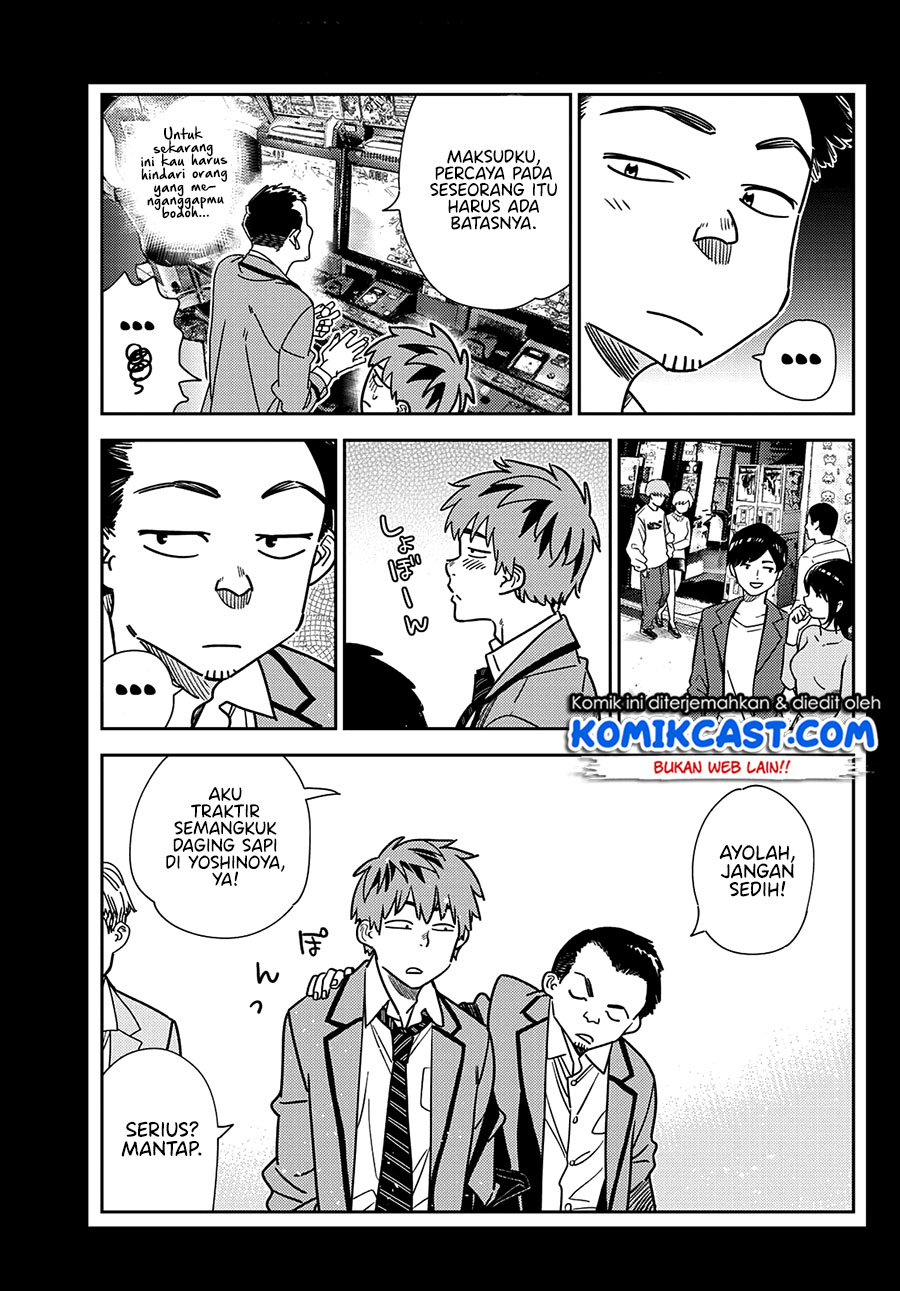 •••
MAKSUDKU,
PERCAYA PADA
SESEORANG ITU
HARUS ADA
BATASNYA.
Untuk
sekarang
ini kau harus
hindari orang
yang me-
nganggapmu
bodoh...
•••
しょぼーん
•••
Komik ini diterjemahkan & diedit oleh
KOMIKCAST.COM
BUKAN WEB LAIN!!
AYOLAH,
JANGAN
SEDIH!
AKU
TRAKTIR
SEMANGKUK
DAGING SAPI
DI YOSHINOYA,
YA!
ぽんっ
SERIUS?
MANTAP.